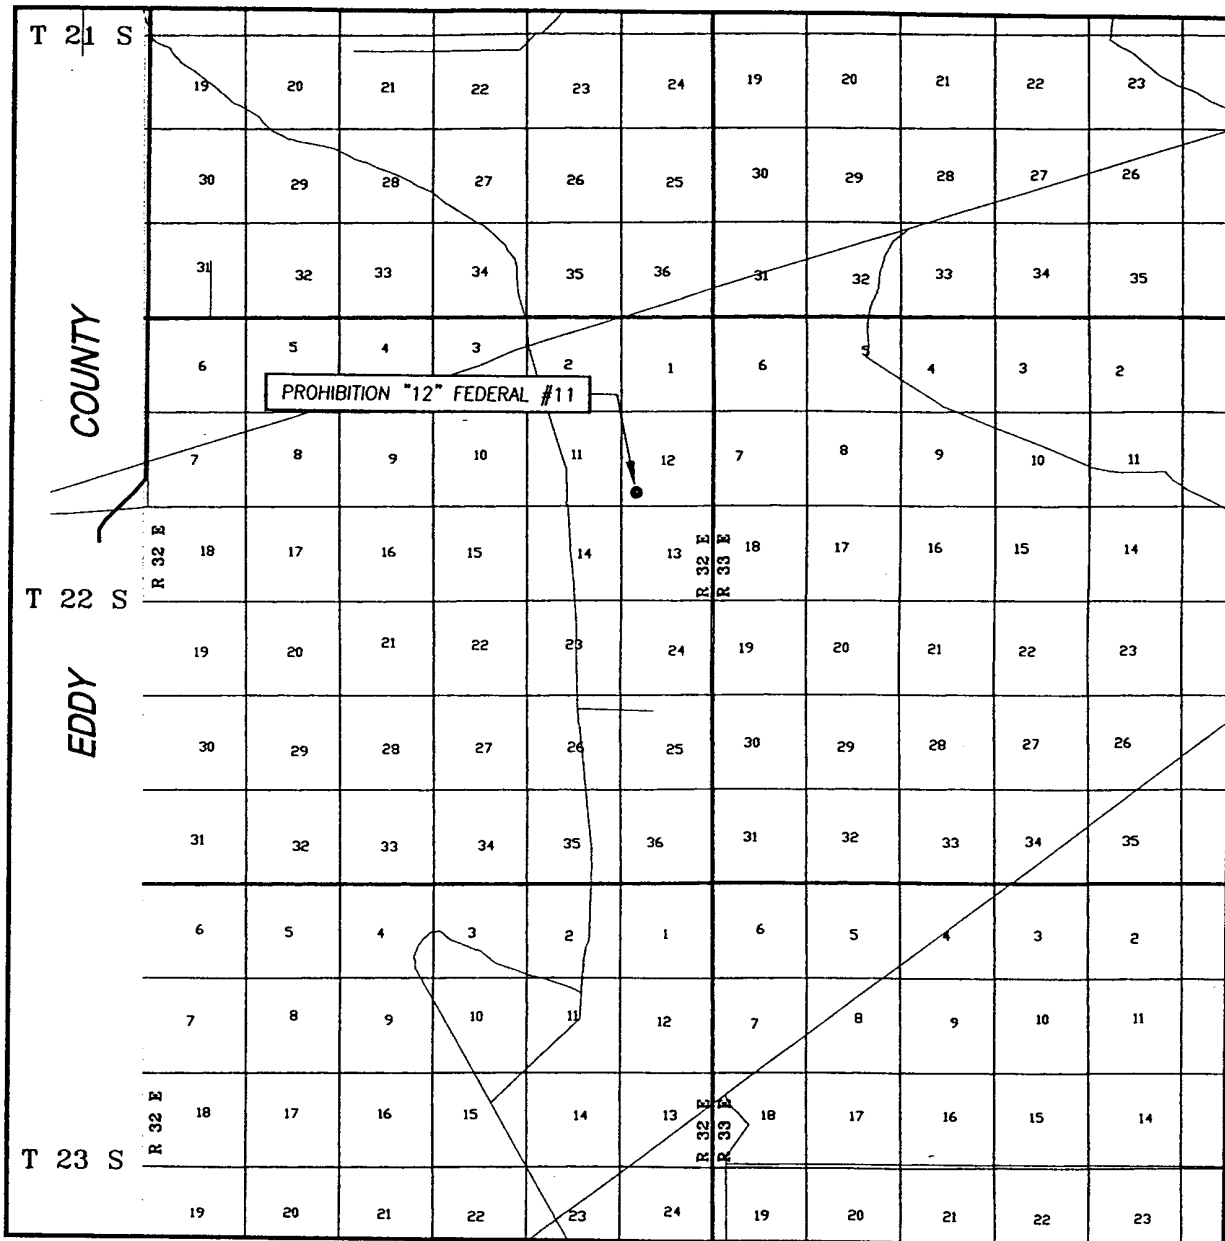 T 21 S
19 20 21 22 23 24 19 20 21 22 23
30 29 28 27 26 25 30 29 28 27 26
31 32 33 34 35 36 31 32 33 34 35
COUNTY
6 5 4 3 2 1 6 5 4 3 2
PROHIBITION "12" FEDERAL #11
7 8 9 10 11 12 7 8 9 10 11
R 32 E
18 17 16 15 14 13
R 32 E
R 33 E
18 17 16 15 14
T 22 S
19 20 21 22 23 24 19 20 21 22 23
EDDY
30 29 28 27 26 25 30 29 28 27 26
31 32 33 34 35 36 31 32 33 34 35
6 5 4 3 2 1 6 5 4 3 2
7 8 9 10 11 12 7 8 9 10 11
R 32 E
18 17 16 15 14 13
R 32 E
R 33 E
18 17 16 15 14
T 23 S
19 20 21 22 23 24 19 20 21 22 23